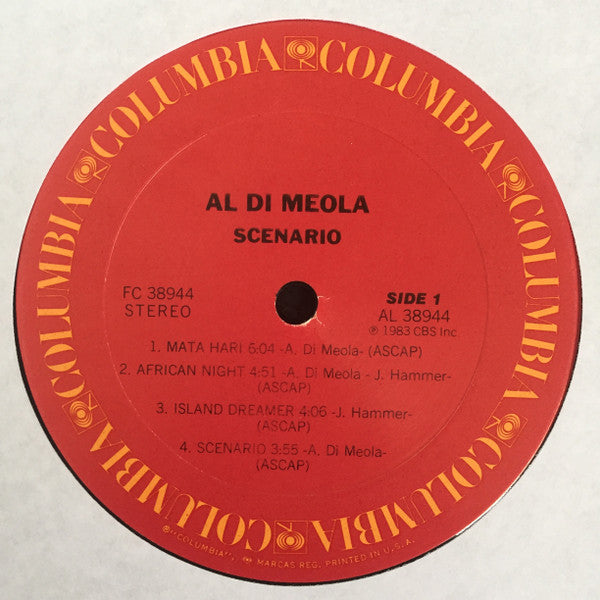 COLUMBIA COLUMBIA COLUMBIA COLUMBIA COLUMBIA COLUMBIA
AL DI MEOLA
SCENARIO
FC 38944
STEREO
SIDE 1
AL 38944
℗ 1983 CBS Inc.
1. MATA HARI 6:04 -A. Di Meola- (ASCAP)
2. AFRICAN NIGHT 4:51 -A. Di Meola - J. Hammer-
(ASCAP)
3. ISLAND DREAMER 4:06 -J. Hammer-
(ASCAP)
4. SCENARIO 3:55 -A. Di Meola-
(ASCAP)
®"COLUMBIA", MARCAS REG. PRINTED IN U.S.A.